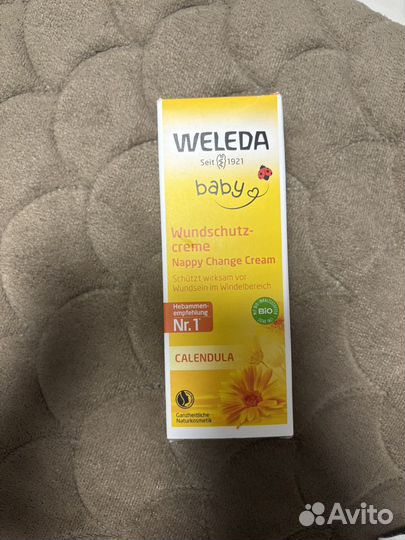 WELEDA
Seit 1921
baby
Wundschutz-
creme
Nappy Change Cream
Schützt wirksam vor
Wundsein im Windelbereich
Hebammen-
empfehlung
Nr.1
BIO
CALENDULA
Ganzheitliche
Naturkosmetik
Avito